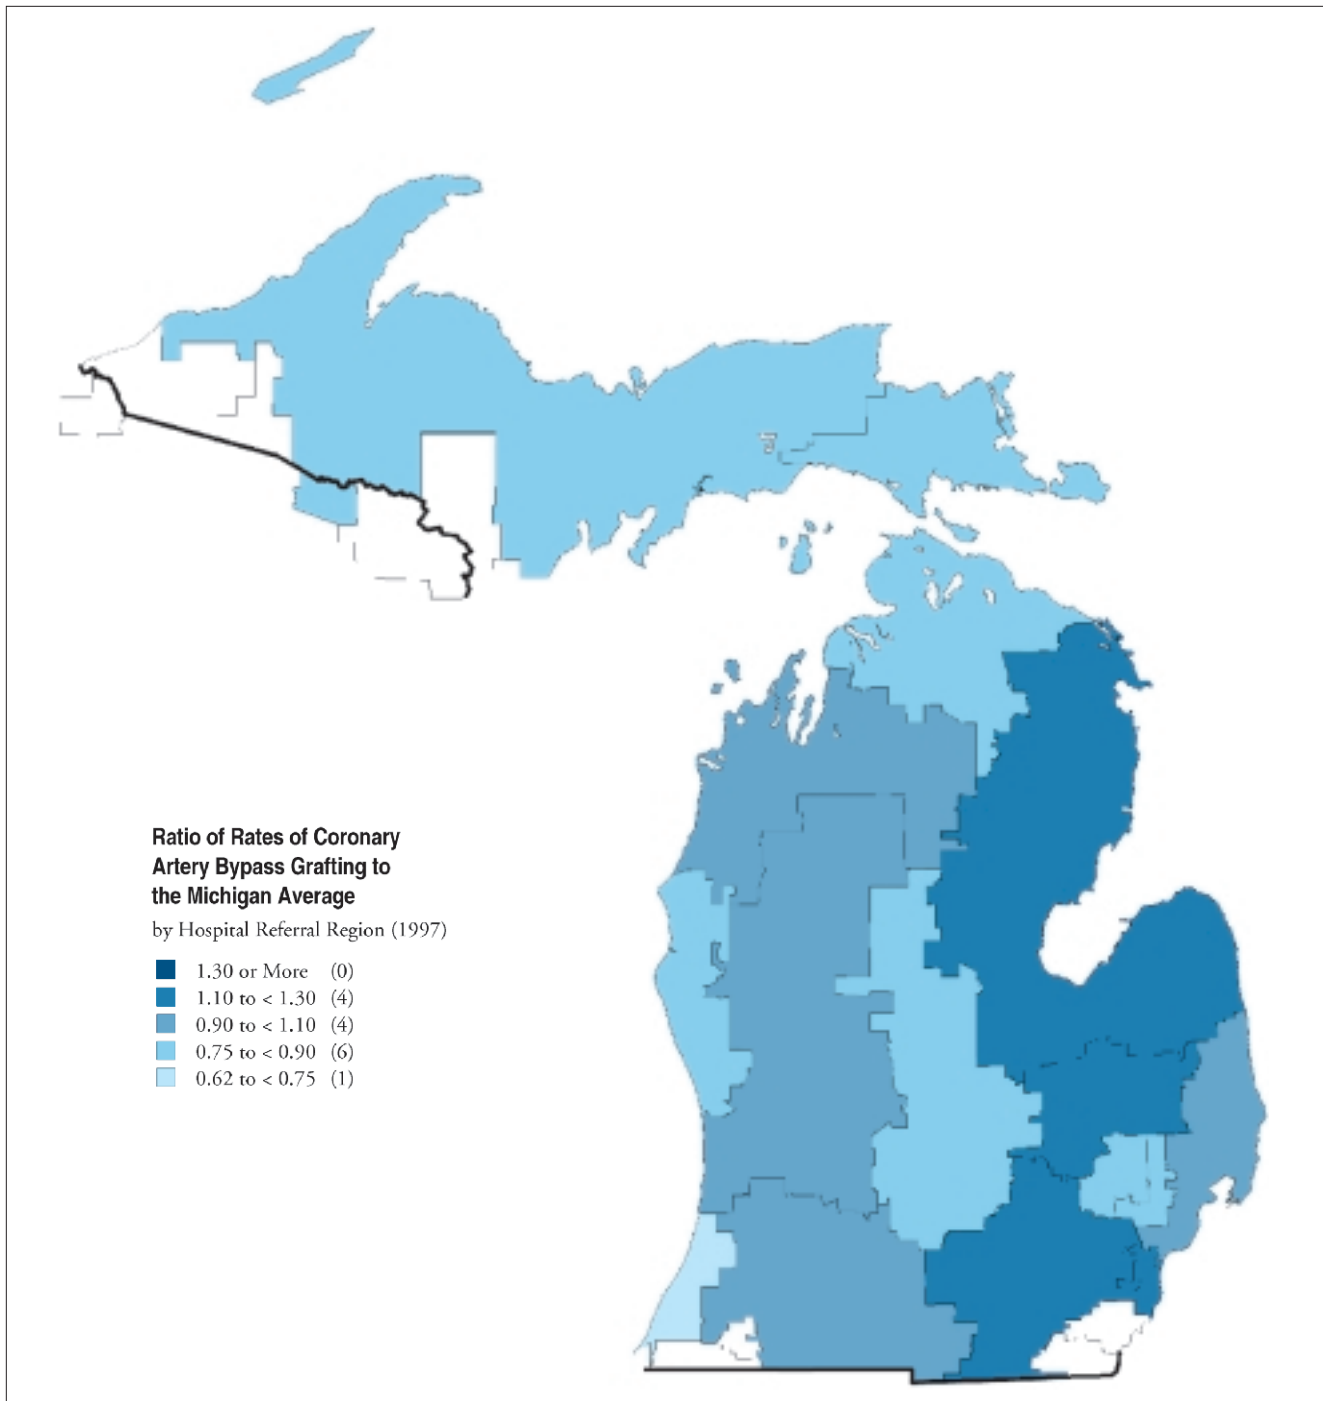 Ratio of Rates of Coronary
Artery Bypass Grafting to
the Michigan Average
by Hospital Referral Region (1997)
1.30 or More (0)
1.10 to < 1.30 (4)
0.90 to < 1.10 (4)
0.75 to < 0.90 (6)
0.62 to < 0.75 (1)